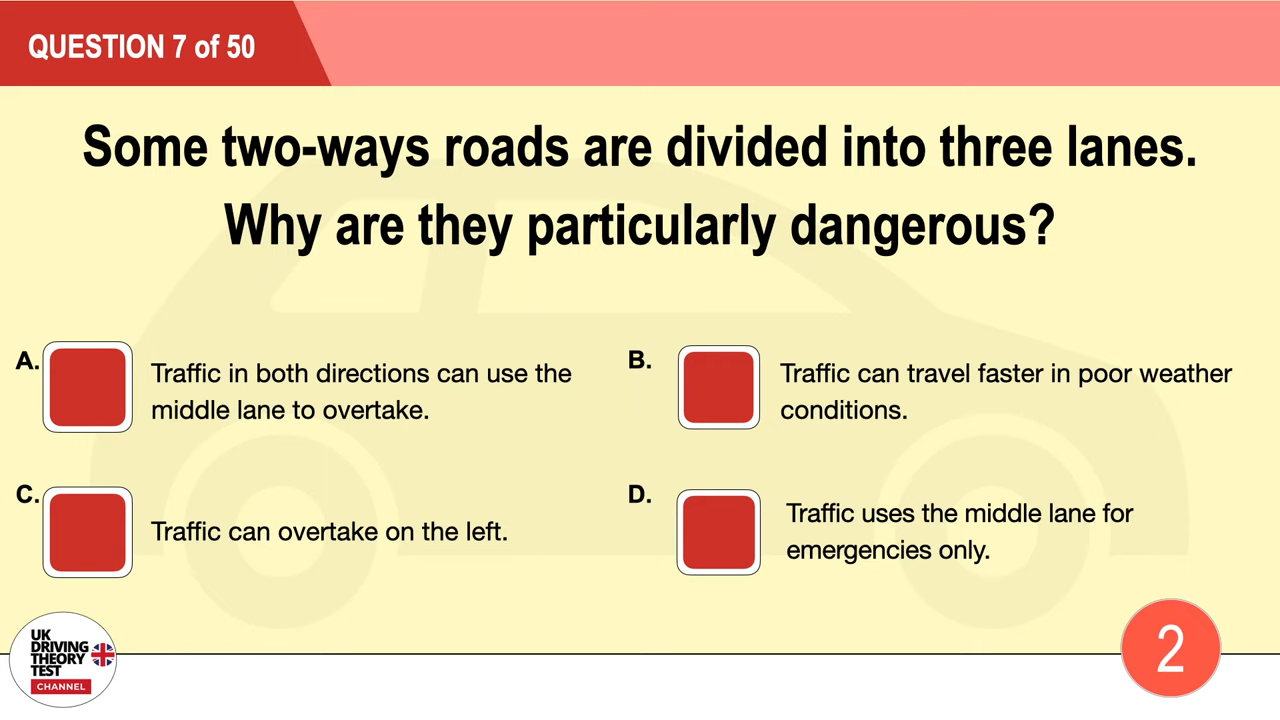 QUESTION 7 of 50
Some two-ways roads are divided into three lanes.
Why are they particularly dangerous?
A.
Traffic in both directions can use the
middle lane to overtake.
B.
Traffic can travel faster in poor weather
conditions.
C.
Traffic can overtake on the left.
D.
Traffic uses the middle lane for
emergencies only.
UK
DRIVING
THEORY
TEST
CHANNEL
2